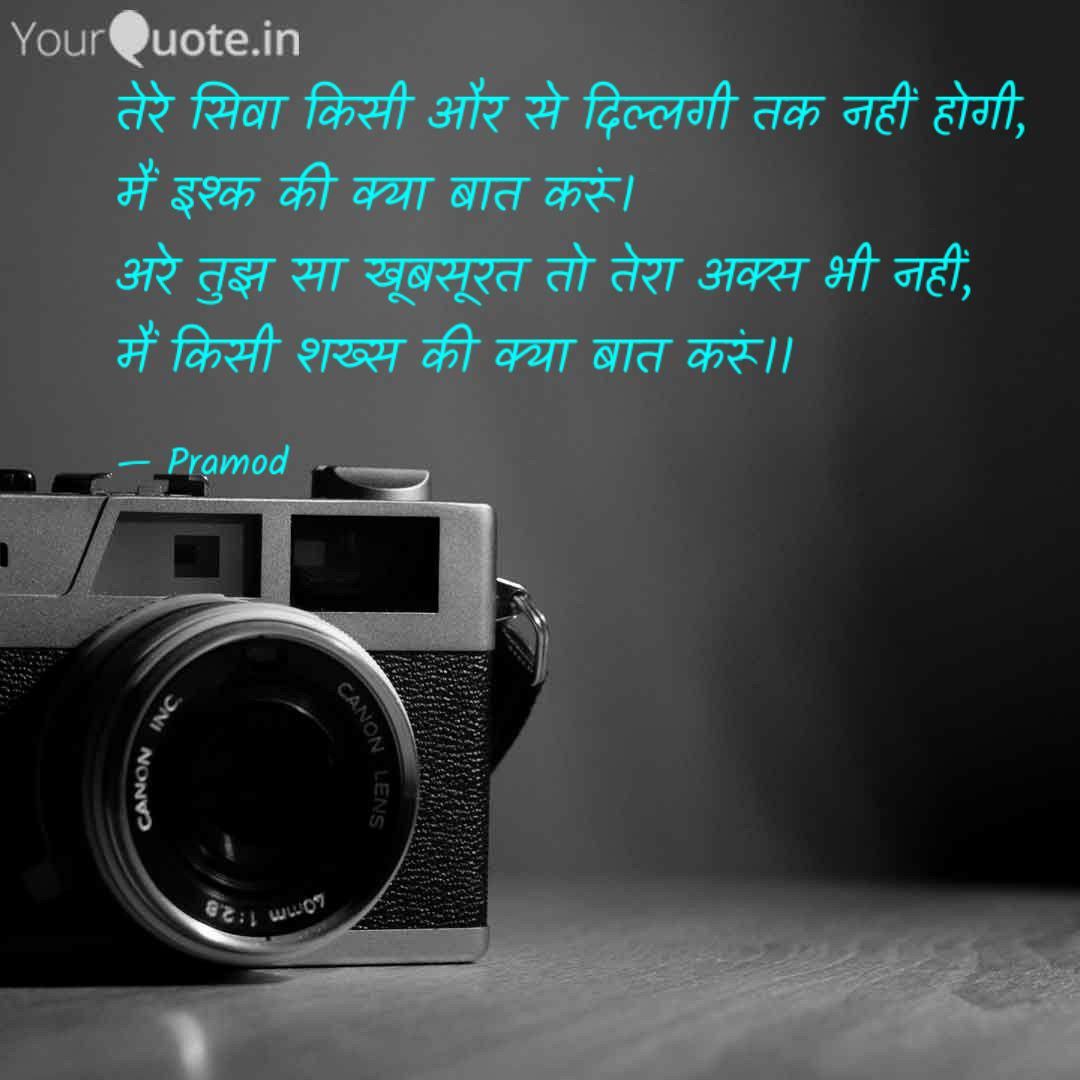 YourQuote.in
तेरे सिवा किसी और से दिल्लगी तक नहीं होगी,
मैं इश्क की क्या बात करूं।
अरे तुझ सा खूबसूरत तो तेरा अक्स भी नहीं,
मैं किसी शख्स की क्या बात करूं।।
— Pramod
CANON INC.
CANON LENS
40mm 1:2.8